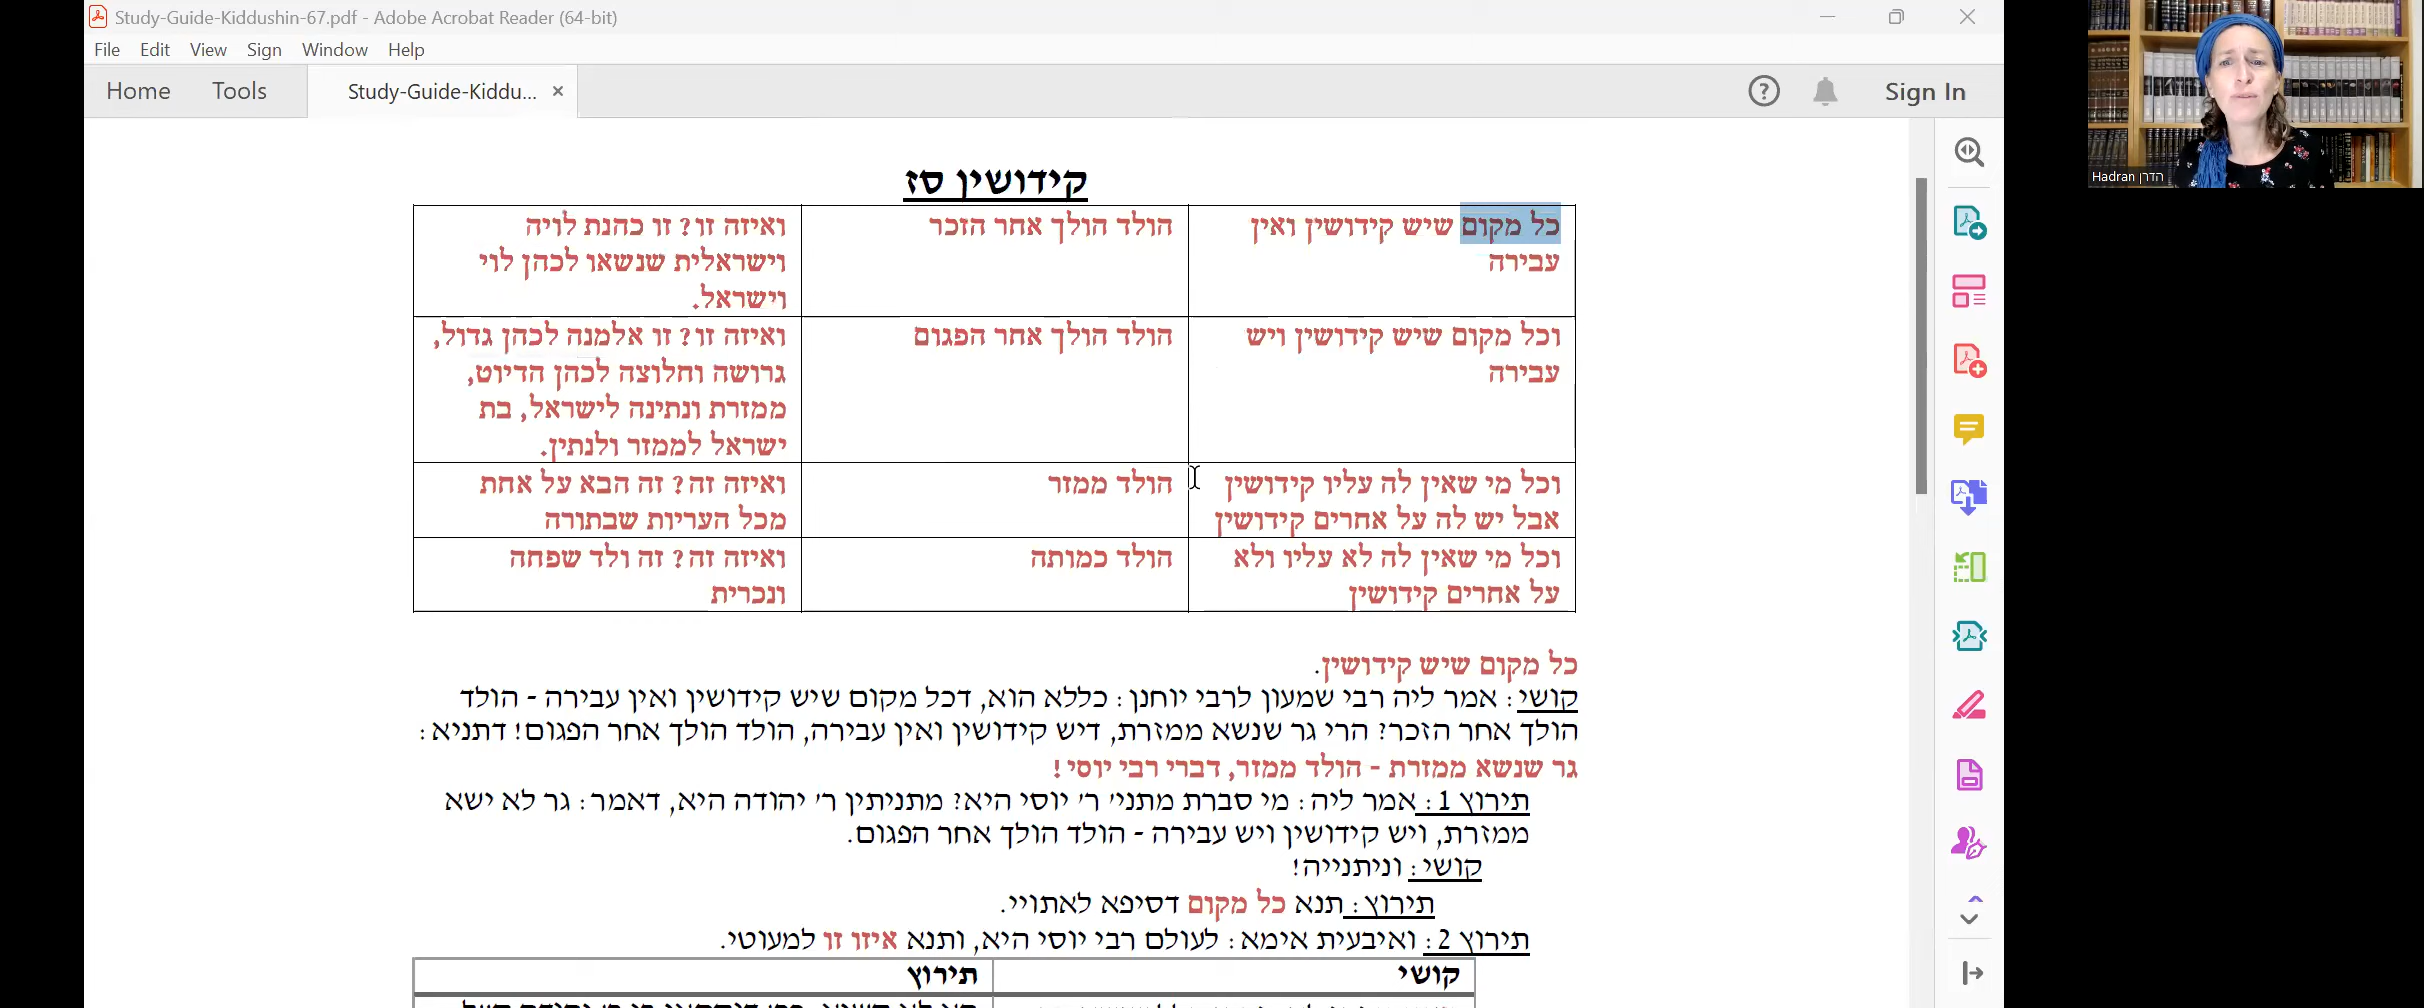 Study-Guide-Kiddushin-67.pdf - Adobe Acrobat Reader (64-bit)
File Edit View Sign Window Help
Home Tools Study-Guide-Kiddu... × Sign In
Hadran הדרן
קידושין סז
כל מקום שיש קידושין ואין
עבירה
הולד הולך אחר הזכר
ואיזה זו? זו כהנת לויה
וישראלית שנשאו לכהן לוי
וישראל.
וכל מקום שיש קידושין ויש
עבירה
הולד הולך אחר הפגום
ואיזה זו? זו אלמנה לכהן גדול,
גרושה וחלוצה לכהן הדיוט,
ממזרת ונתינה לישראל, בת
ישראל לממזר ולנתין.
וכל מי שאין לה עליו קידושין
אבל יש לה על אחרים קידושין
הולד ממזר
ואיזה זה? זה הבא על אחת
מכל העריות שבתורה
וכל מי שאין לה לא עליו ולא
על אחרים קידושין
הולד כמותה
ואיזה זה? זה ולד שפחה
ונכרית
כל מקום שיש קידושין.
קושי: אמר ליה רבי שמעון לרבי יוחנן: כללא הוא, דכל מקום שיש קידושין ואין עבירה - הולד
הולך אחר הזכר? הרי גר שנשא ממזרת, דיש קידושין ואין עבירה, הולד הולך אחר הפגום! דתניא:
גר שנשא ממזרת - הולד ממזר, דברי רבי יוסי!
תירוץ 1: אמר ליה: מי סברת מתני' ר' יוסי היא? מתניתין ר' יהודה היא, דאמר: גר לא ישא
ממזרת, ויש קידושין ויש עבירה - הולד הולך אחר הפגום.
קושי: וניתנייה!
תירוץ: תנא כל מקום דסיפא לאתויי.
תירוץ 2: ואיבעית אימא: לעולם רבי יוסי היא, ותנא איזו זו למעוטי.
קושי תירוץ